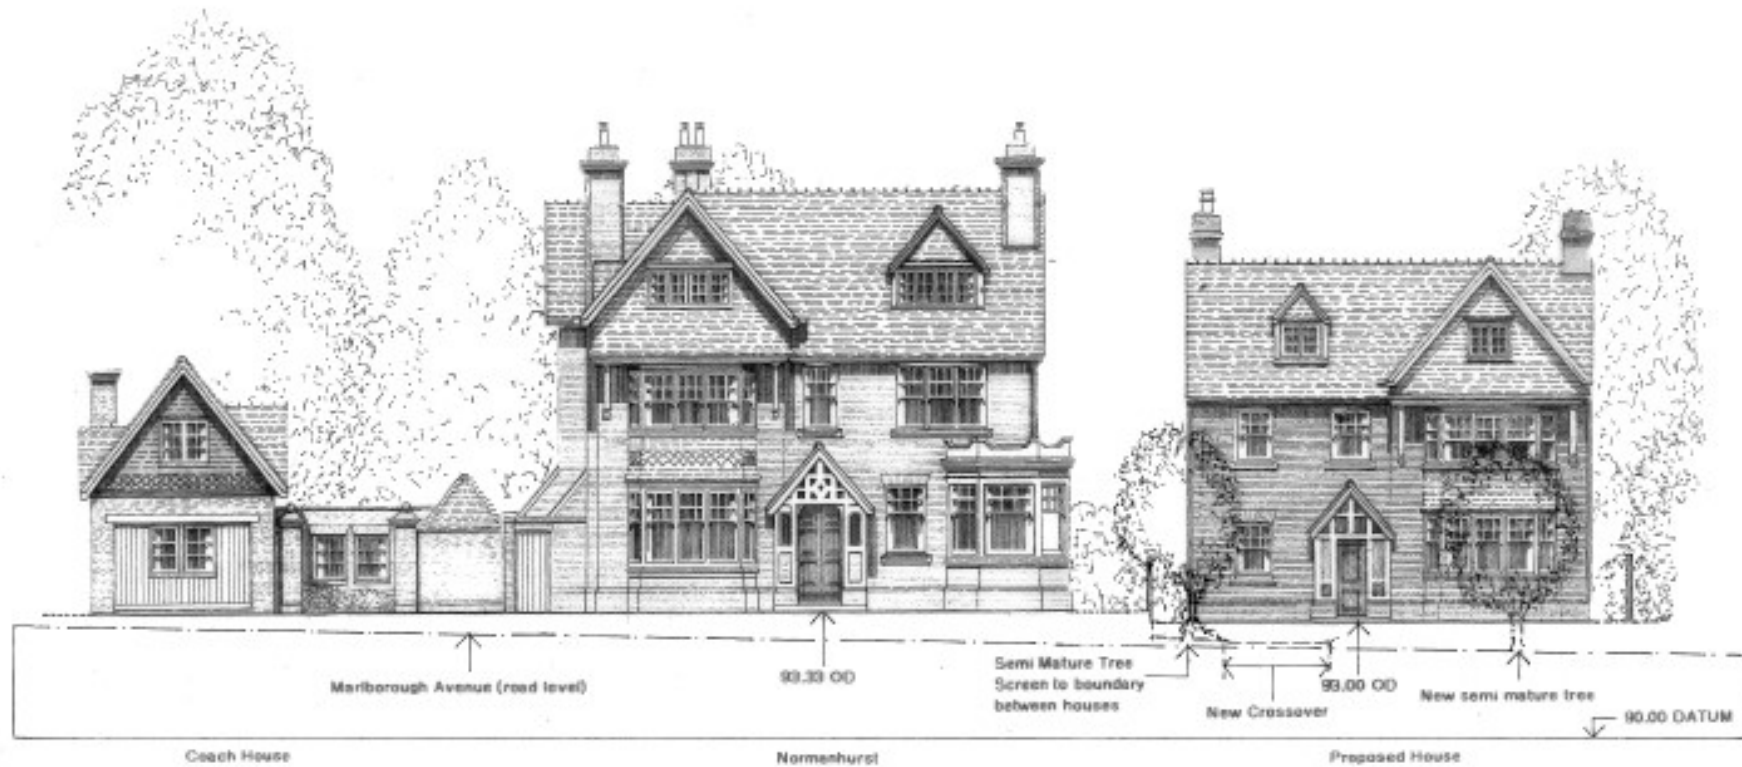 Marlborough Avenue (road level)
93.33 OD
Semi Mature Tree
Screen to boundary
between houses
New Crossover
93.00 OD
New semi mature tree
90.00 DATUM
Coach House
Normenhurst
Proposed House